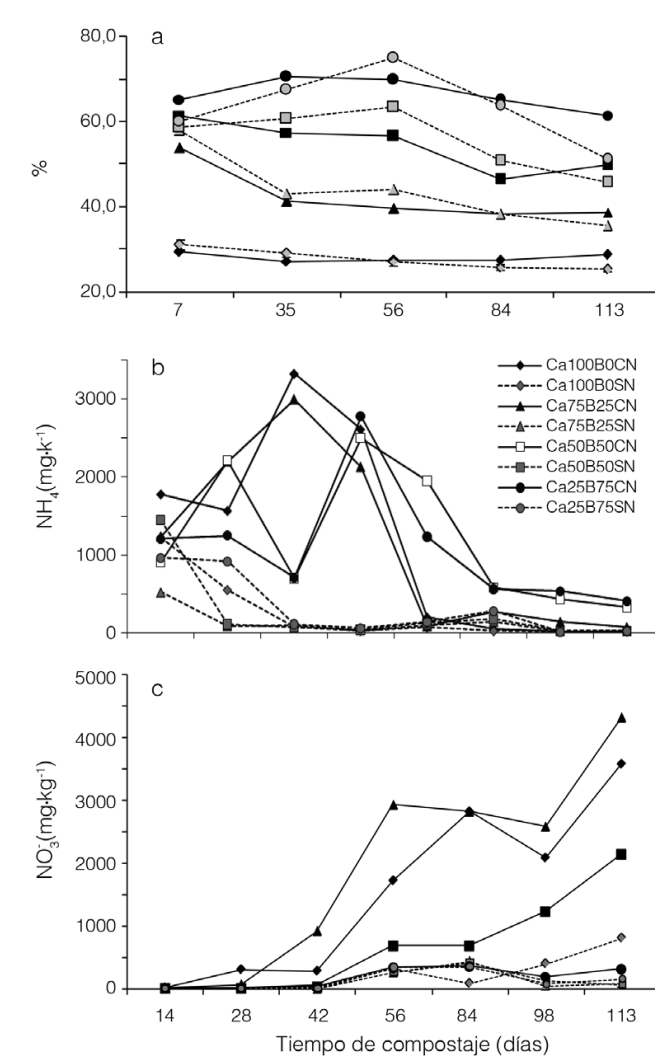 a
80,0
60,0
40,0
20,0
%
7 35 56 84 113
b
3000
2000
1000
0
NH4(mg·k-1)
Ca100B0CN
Ca100B0SN
Ca75B25CN
Ca75B25SN
Ca50B50CN
Ca50B50SN
Ca25B75CN
Ca25B75SN
c
5000
4000
3000
2000
1000
0
NO3-(mg·kg-1)
14 28 42 56 84 98 113
Tiempo de compostaje (días)